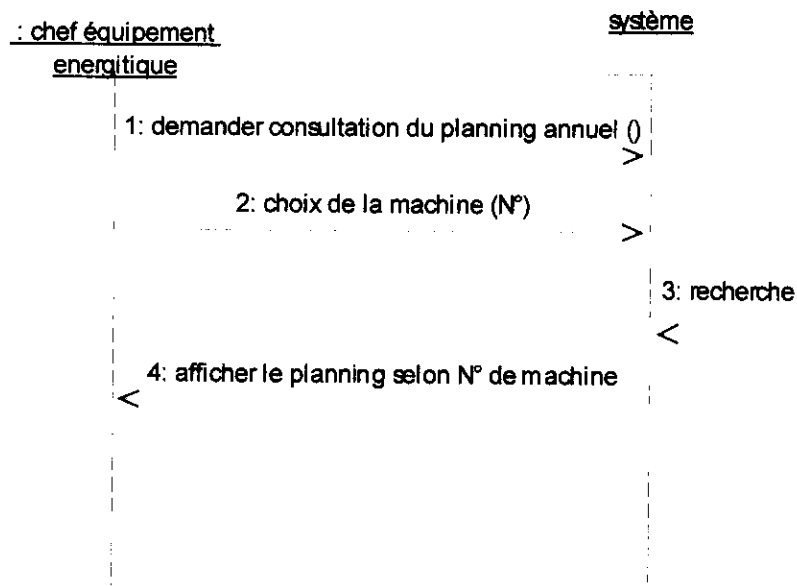 : chef équipement
energitique
système
1: demander consultation du planning annuel ()
2: choix de la machine (N°)
3: recherche
4: afficher le planning selon N° de machine